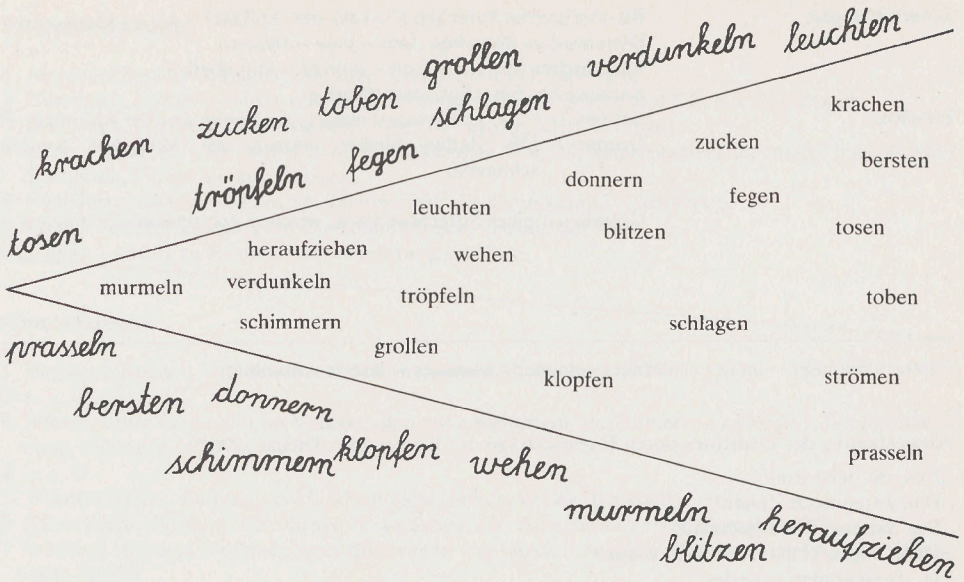 grollen verdunkeln leuchten
krachen zucken toben schlagen
tröpfeln fegen
tosen
krachen
zucken
bersten
donnern
fegen
leuchten
blitzen
tosen
heraufziehen
wehen
murmeln
verdunkeln
tröpfeln
toben
schimmern
schlagen
grollen
klopfen
strömen
prasseln
prasseln
bersten donnern
schimmern klopfen wehen
murmeln heraufziehen
blitzen